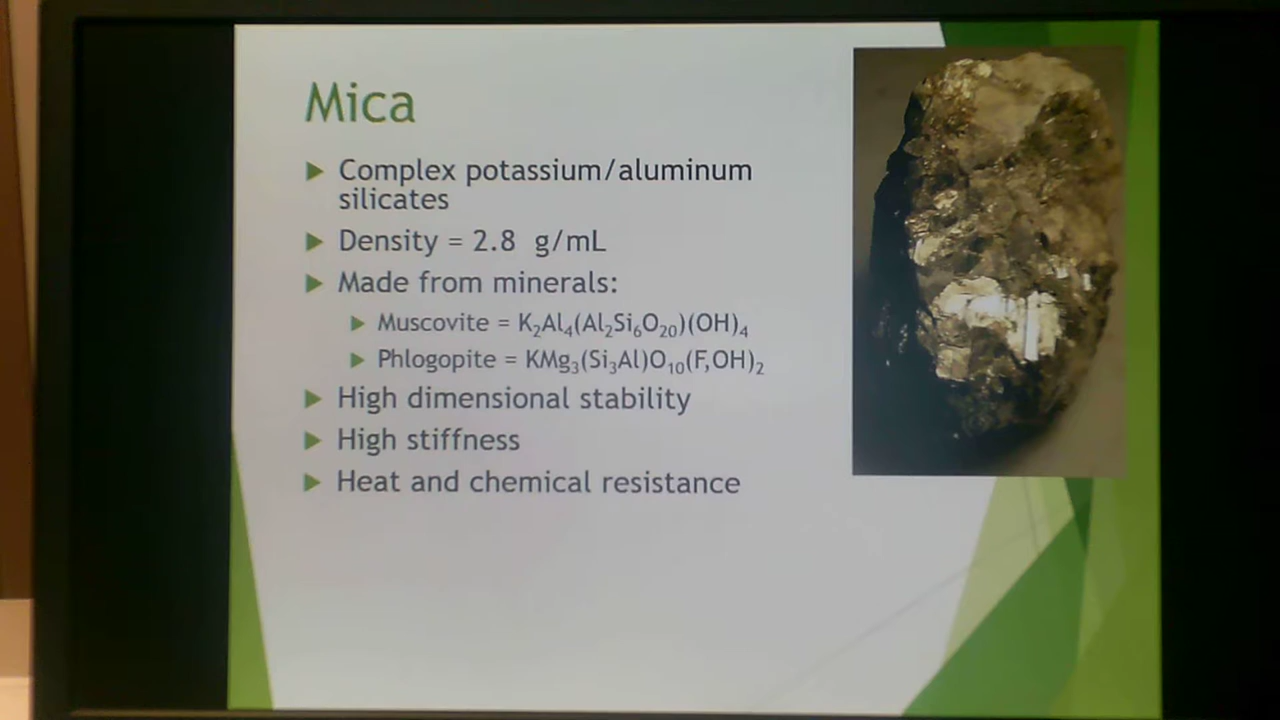 Mica
Complex potassium/aluminum
silicates
Density = 2.8 g/mL
Made from minerals:
Muscovite = K₂Al₄(Al₂Si₆O₂₀)(OH)₄
Phlogopite = KMg₃(Si₃Al)O₁₀(F,OH)₂
High dimensional stability
High stiffness
Heat and chemical resistance